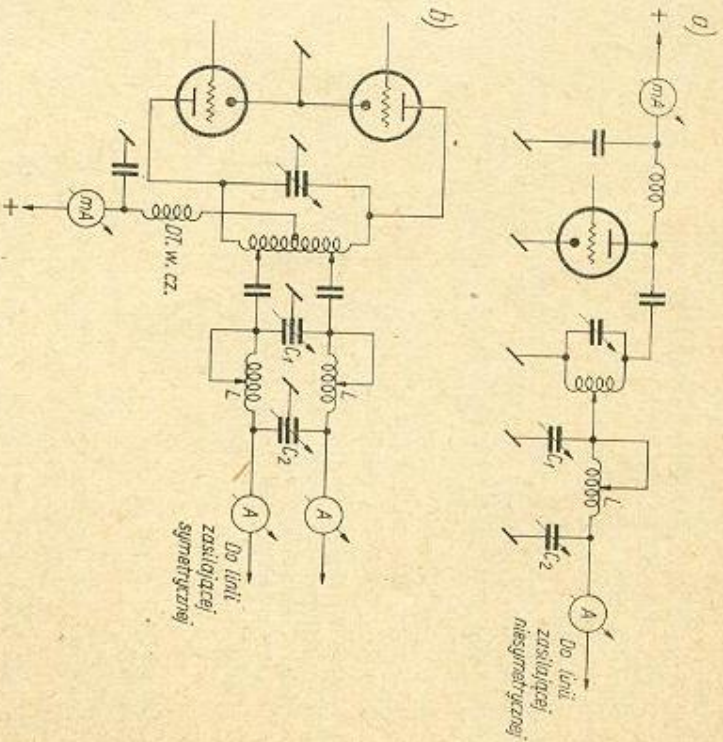 a)
+
mA
C₁
L
C₂
A
Do linii
zasilającej
niesymetrycznej
b)
+
mA
Dł. w. cz.
C₁
L
L
C₂
A
A
Do linii
zasilającej
symetrycznej